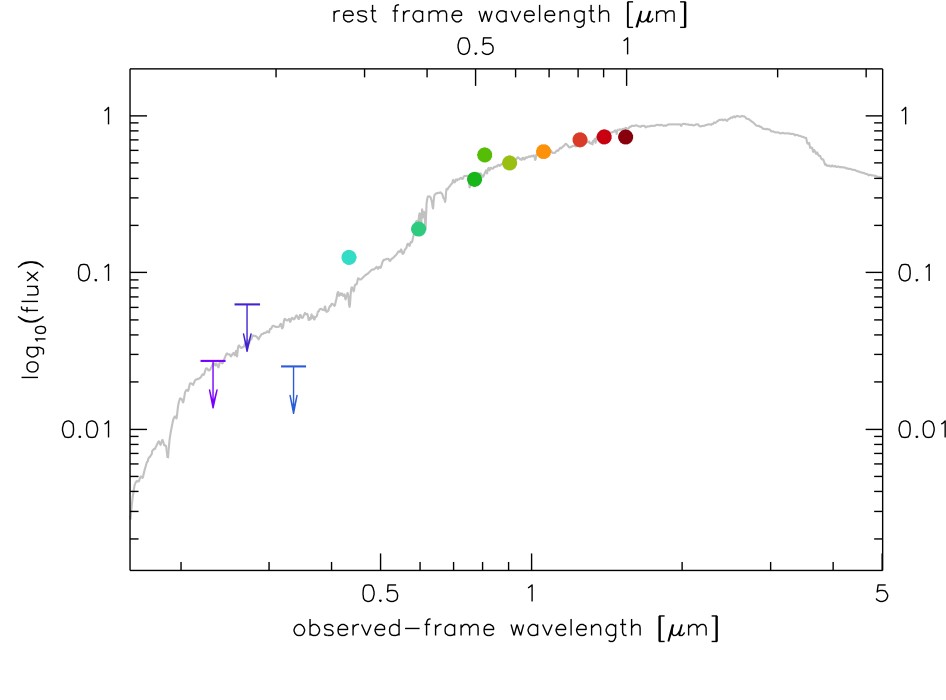 rest frame wavelength [μm]
0.5 1
1 1
0.1 0.1
0.01 0.01
log10(flux)
0.5 1 5
observed-frame wavelength [μm]